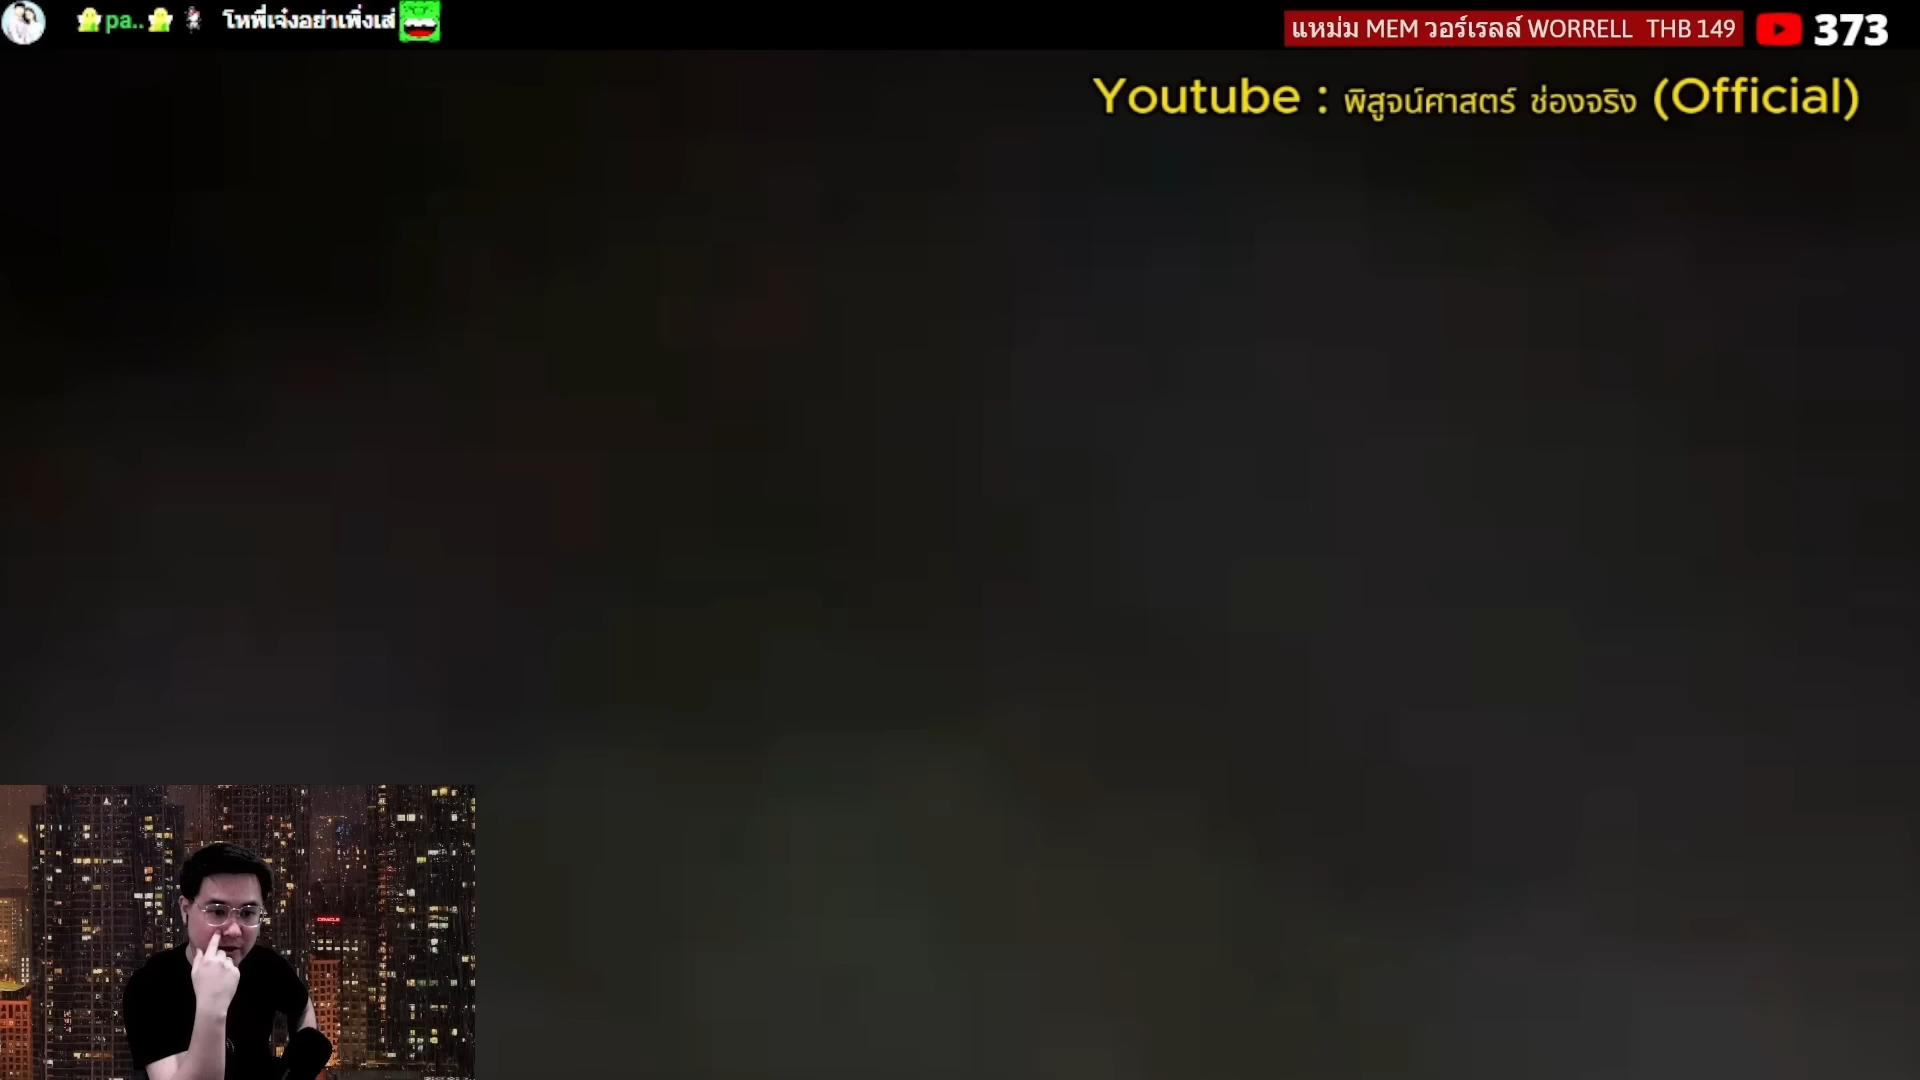 pa.. โหพี่เจ๋งอย่าเพิ่งเส่
แหม่ม MEM วอร์เรลล์ WORRELL THB 149
373
Youtube : พิสูจน์ศาสตร์ ช่องจริง (Official)
ORACLE